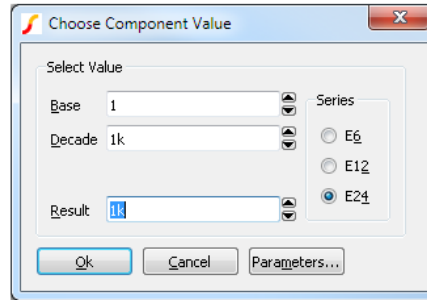 Choose Component Value
Select Value
Base 1
Decade 1k
Result 1k
Series
E6
E12
E24
Ok Cancel Parameters...